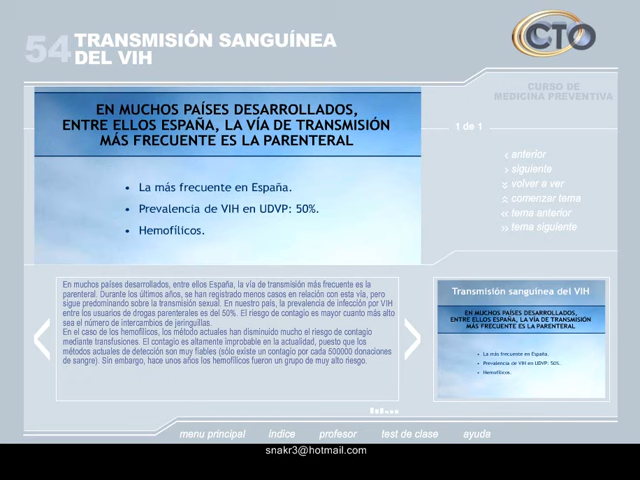 54 TRANSMISIÓN SANGUÍNEA
DEL VIH
CTO
CURSO DE
MEDICINA PREVENTIVA
EN MUCHOS PAÍSES DESARROLLADOS,
ENTRE ELLOS ESPAÑA, LA VÍA DE TRANSMISIÓN
MÁS FRECUENTE ES LA PARENTERAL
• La más frecuente en España.
• Prevalencia de VIH en UDVP: 50%.
• Hemofílicos.
1 de 1
anterior
siguiente
volver a ver
comenzar tema
tema anterior
tema siguiente
En muchos países desarrollados, entre ellos España, la vía de transmisión más frecuente es la
parenteral. Durante los últimos años, se han registrado menos casos en relación con esta vía, pero
sigue predominando sobre la transmisión sexual. En nuestro país, la prevalencia de infección por VIH
entre los usuarios de drogas parenterales es del 50%. El riesgo de contagio es mayor cuanto más alto
sea el número de intercambios de jeringuillas.
En el caso de los hemofílicos, los método actuales han disminuido mucho el riesgo de contagio
mediante transfusiones. El contagio es altamente improbable en la actualidad, puesto que los
métodos actuales de detección son muy fiables (sólo existe un contagio por cada 500000 donaciones
de sangre). Sin embargo, hace unos años los hemofílicos fueron un grupo de muy alto riesgo.
Transmisión sanguínea del VIH
EN MUCHOS PAÍSES DESARROLLADOS,
ENTRE ELLOS ESPAÑA, LA VÍA DE TRANSMISIÓN
MÁS FRECUENTE ES LA PARENTERAL
• La más frecuente en España.
• Prevalencia de VIH en UDVP: 50%.
• Hemofílicos.
menu principal indice profesor test de clase ayuda
snakr3@hotmail.com